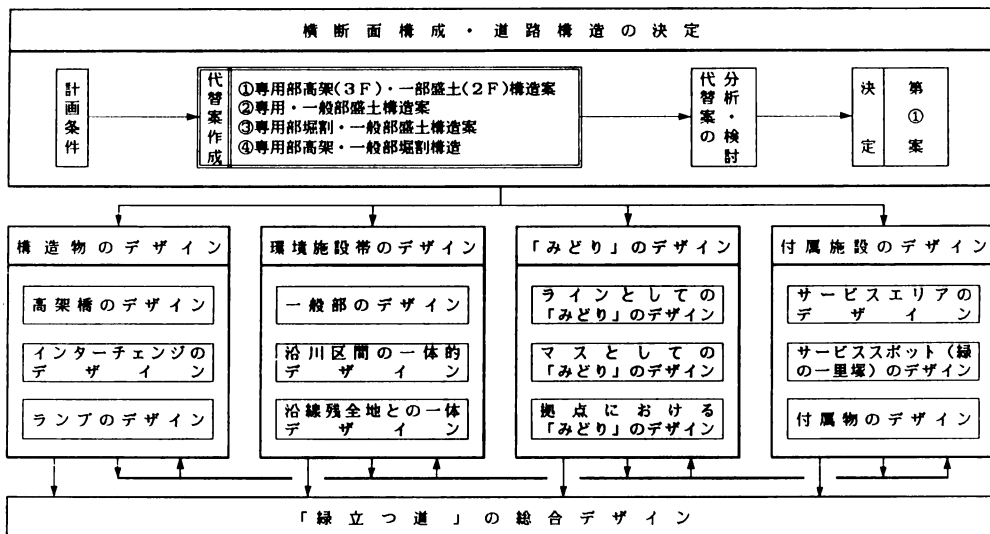 横断面構成・道路構造の決定
計画条件
代替案作成
①専用部高架(3F)・一部盛土(2F)構造案
②専用・一般部盛土構造案
③専用部堀割・一般部盛土構造案
④専用部高架・一般部堀割構造
代替案の
分析・検討
決定
第①案
構造物のデザイン
高架橋のデザイン
インターチェンジの
デザイン
ランプのデザイン
環境施設帯のデザイン
一般部のデザイン
沿川区間の一体的
デザイン
沿線残全地との一体
デザイン
「みどり」のデザイン
ラインとしての
「みどり」のデザイン
マスとしての
「みどり」のデザイン
拠点における
「みどり」のデザイン
付属施設のデザイン
サービスエリアの
デザイン
サービススポット(緑
の一里塚)のデザイン
付属物のデザイン
「緑立つ道」の総合デザイン